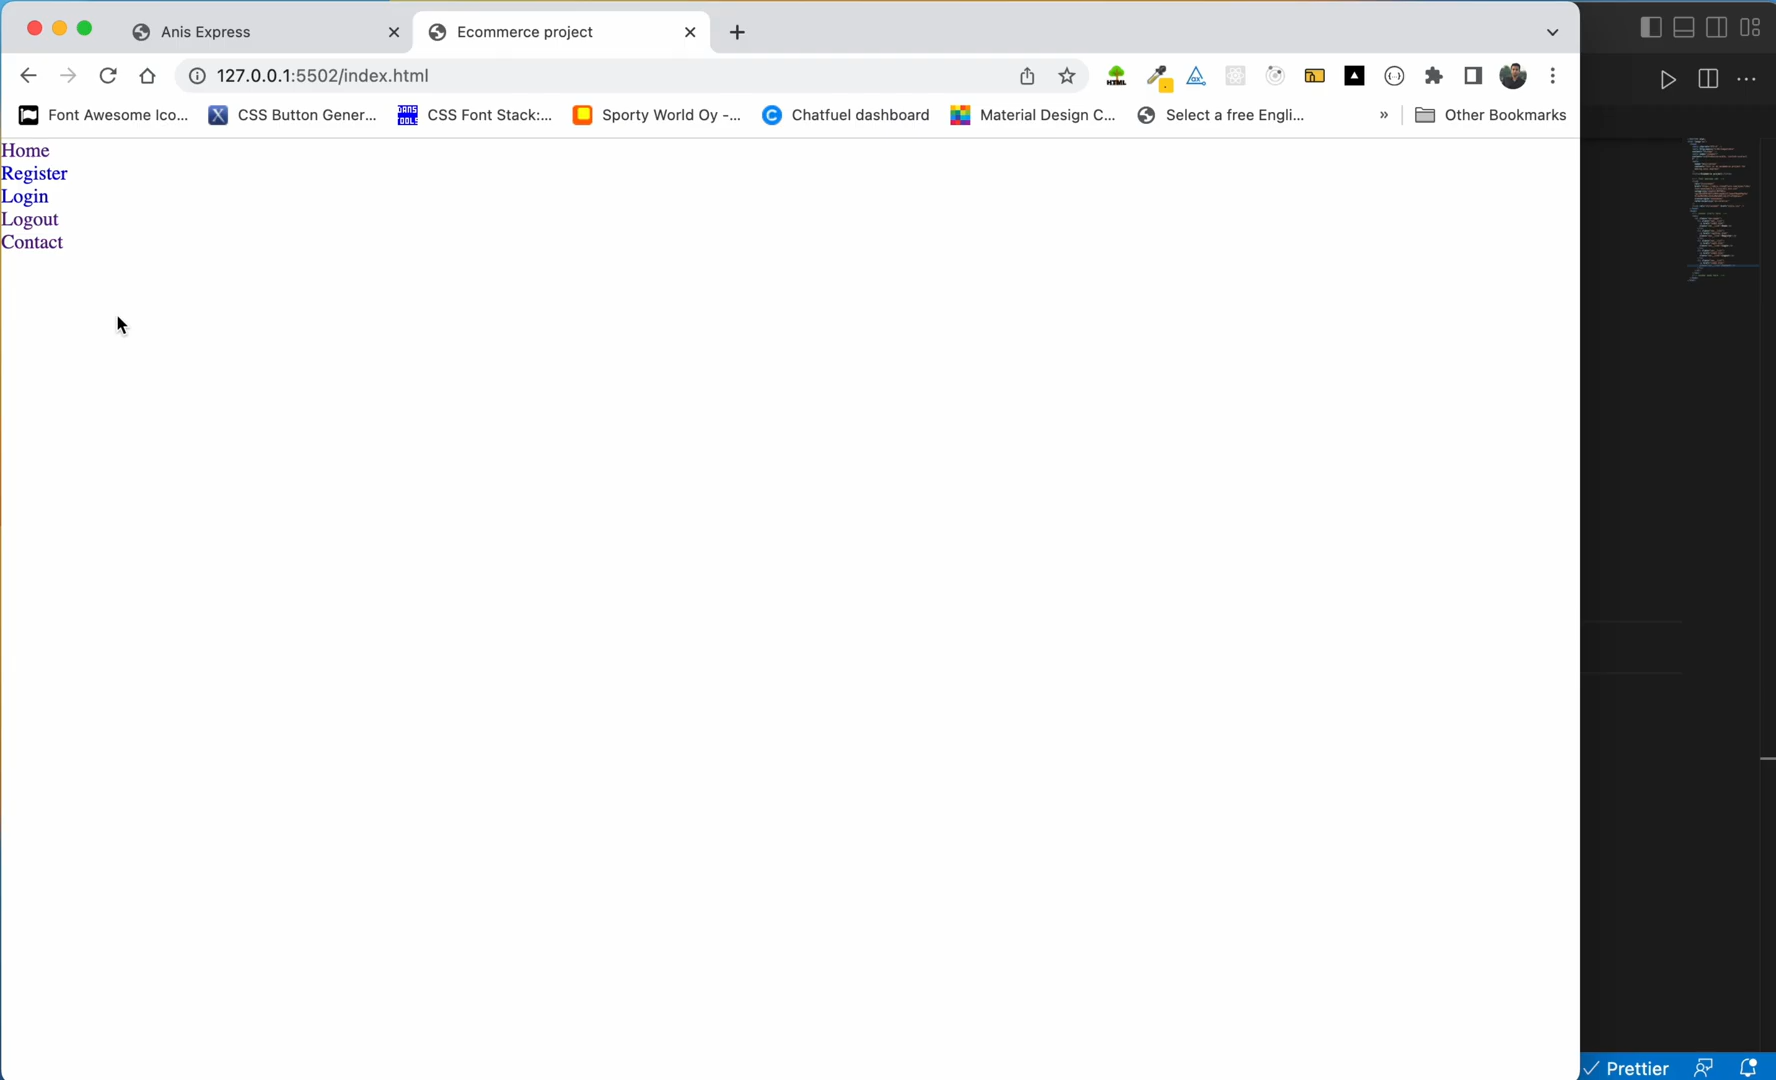 Anis Express
Ecommerce project
127.0.0.1:5502/index.html
Font Awesome Ico...
CSS Button Gener...
CSS Font Stack:...
Sporty World Oy -...
Chatfuel dashboard
Material Design C...
Select a free Engli...
»
Other Bookmarks
Home
Register
Login
Logout
Contact
Prettier